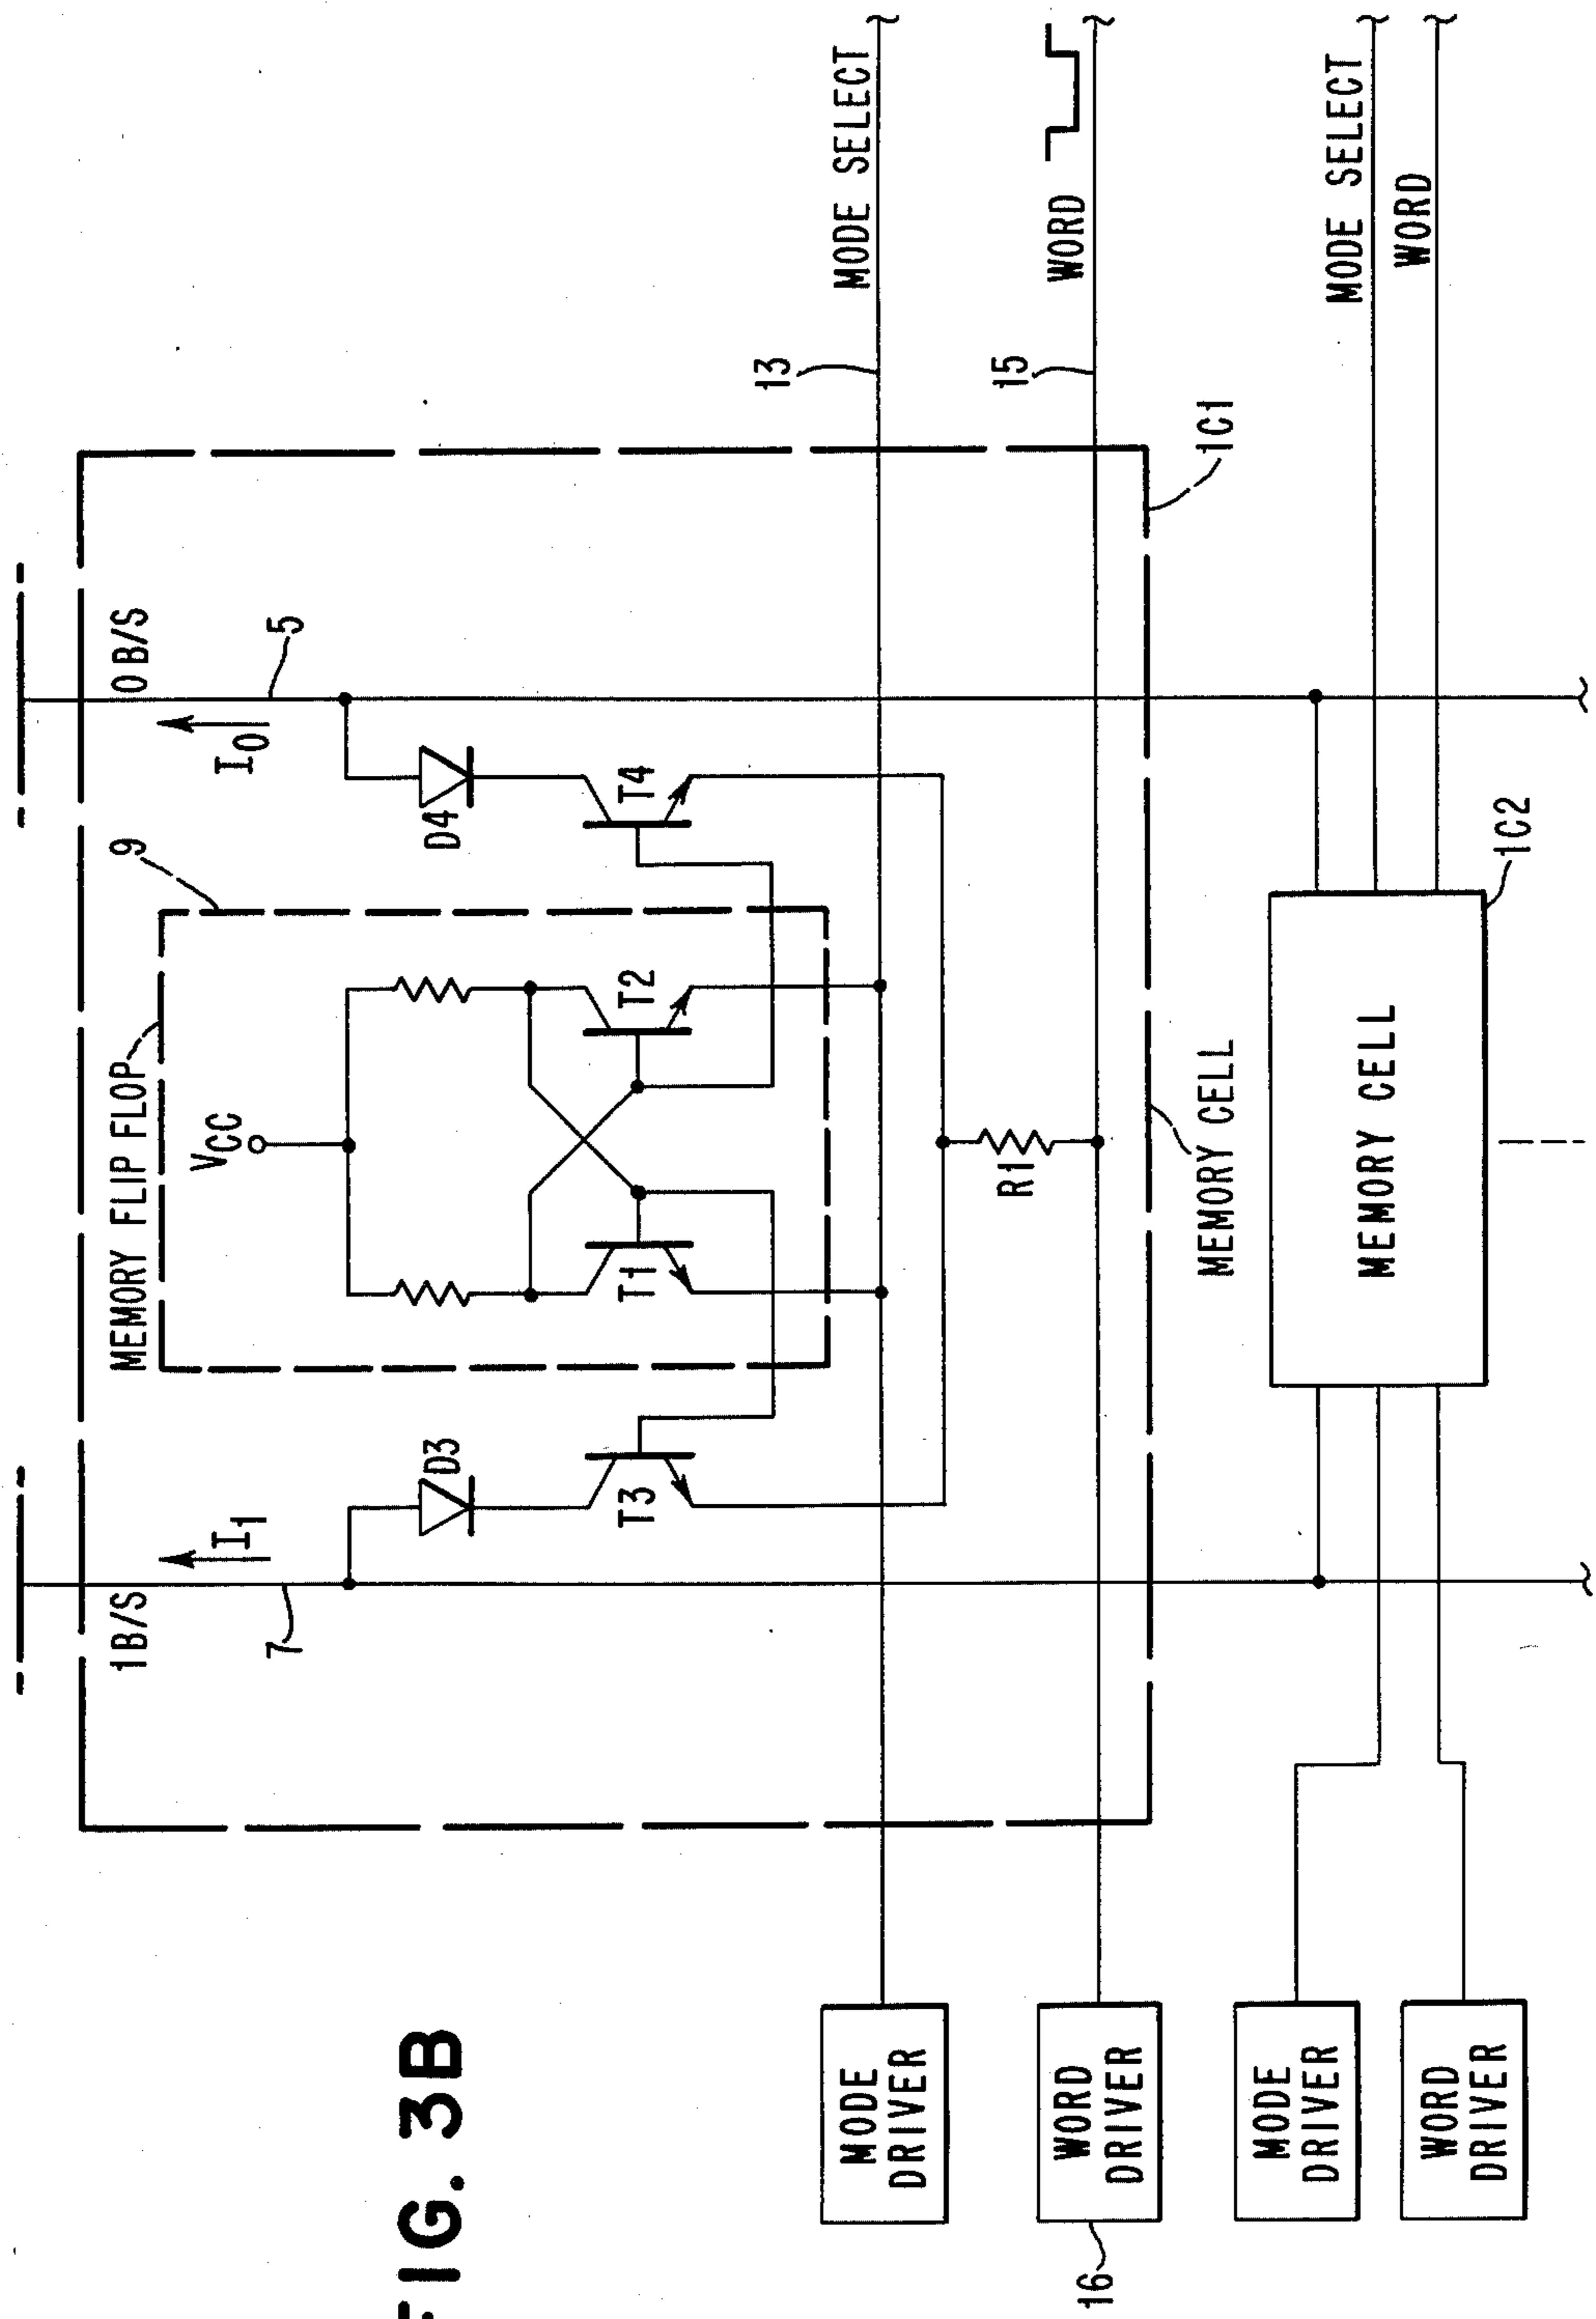 FIG. 3B
1B/S
0B/S
I1
I0
7
5
MEMORY FLIP FLOP
9
VCC
D3
D4
T3
T1
T2
T4
MODE DRIVER
13
MODE SELECT
R1
16
WORD DRIVER
15
WORD
MEMORY CELL
1C1
MODE DRIVER
MEMORY CELL
MODE SELECT
WORD DRIVER
1C2
WORD